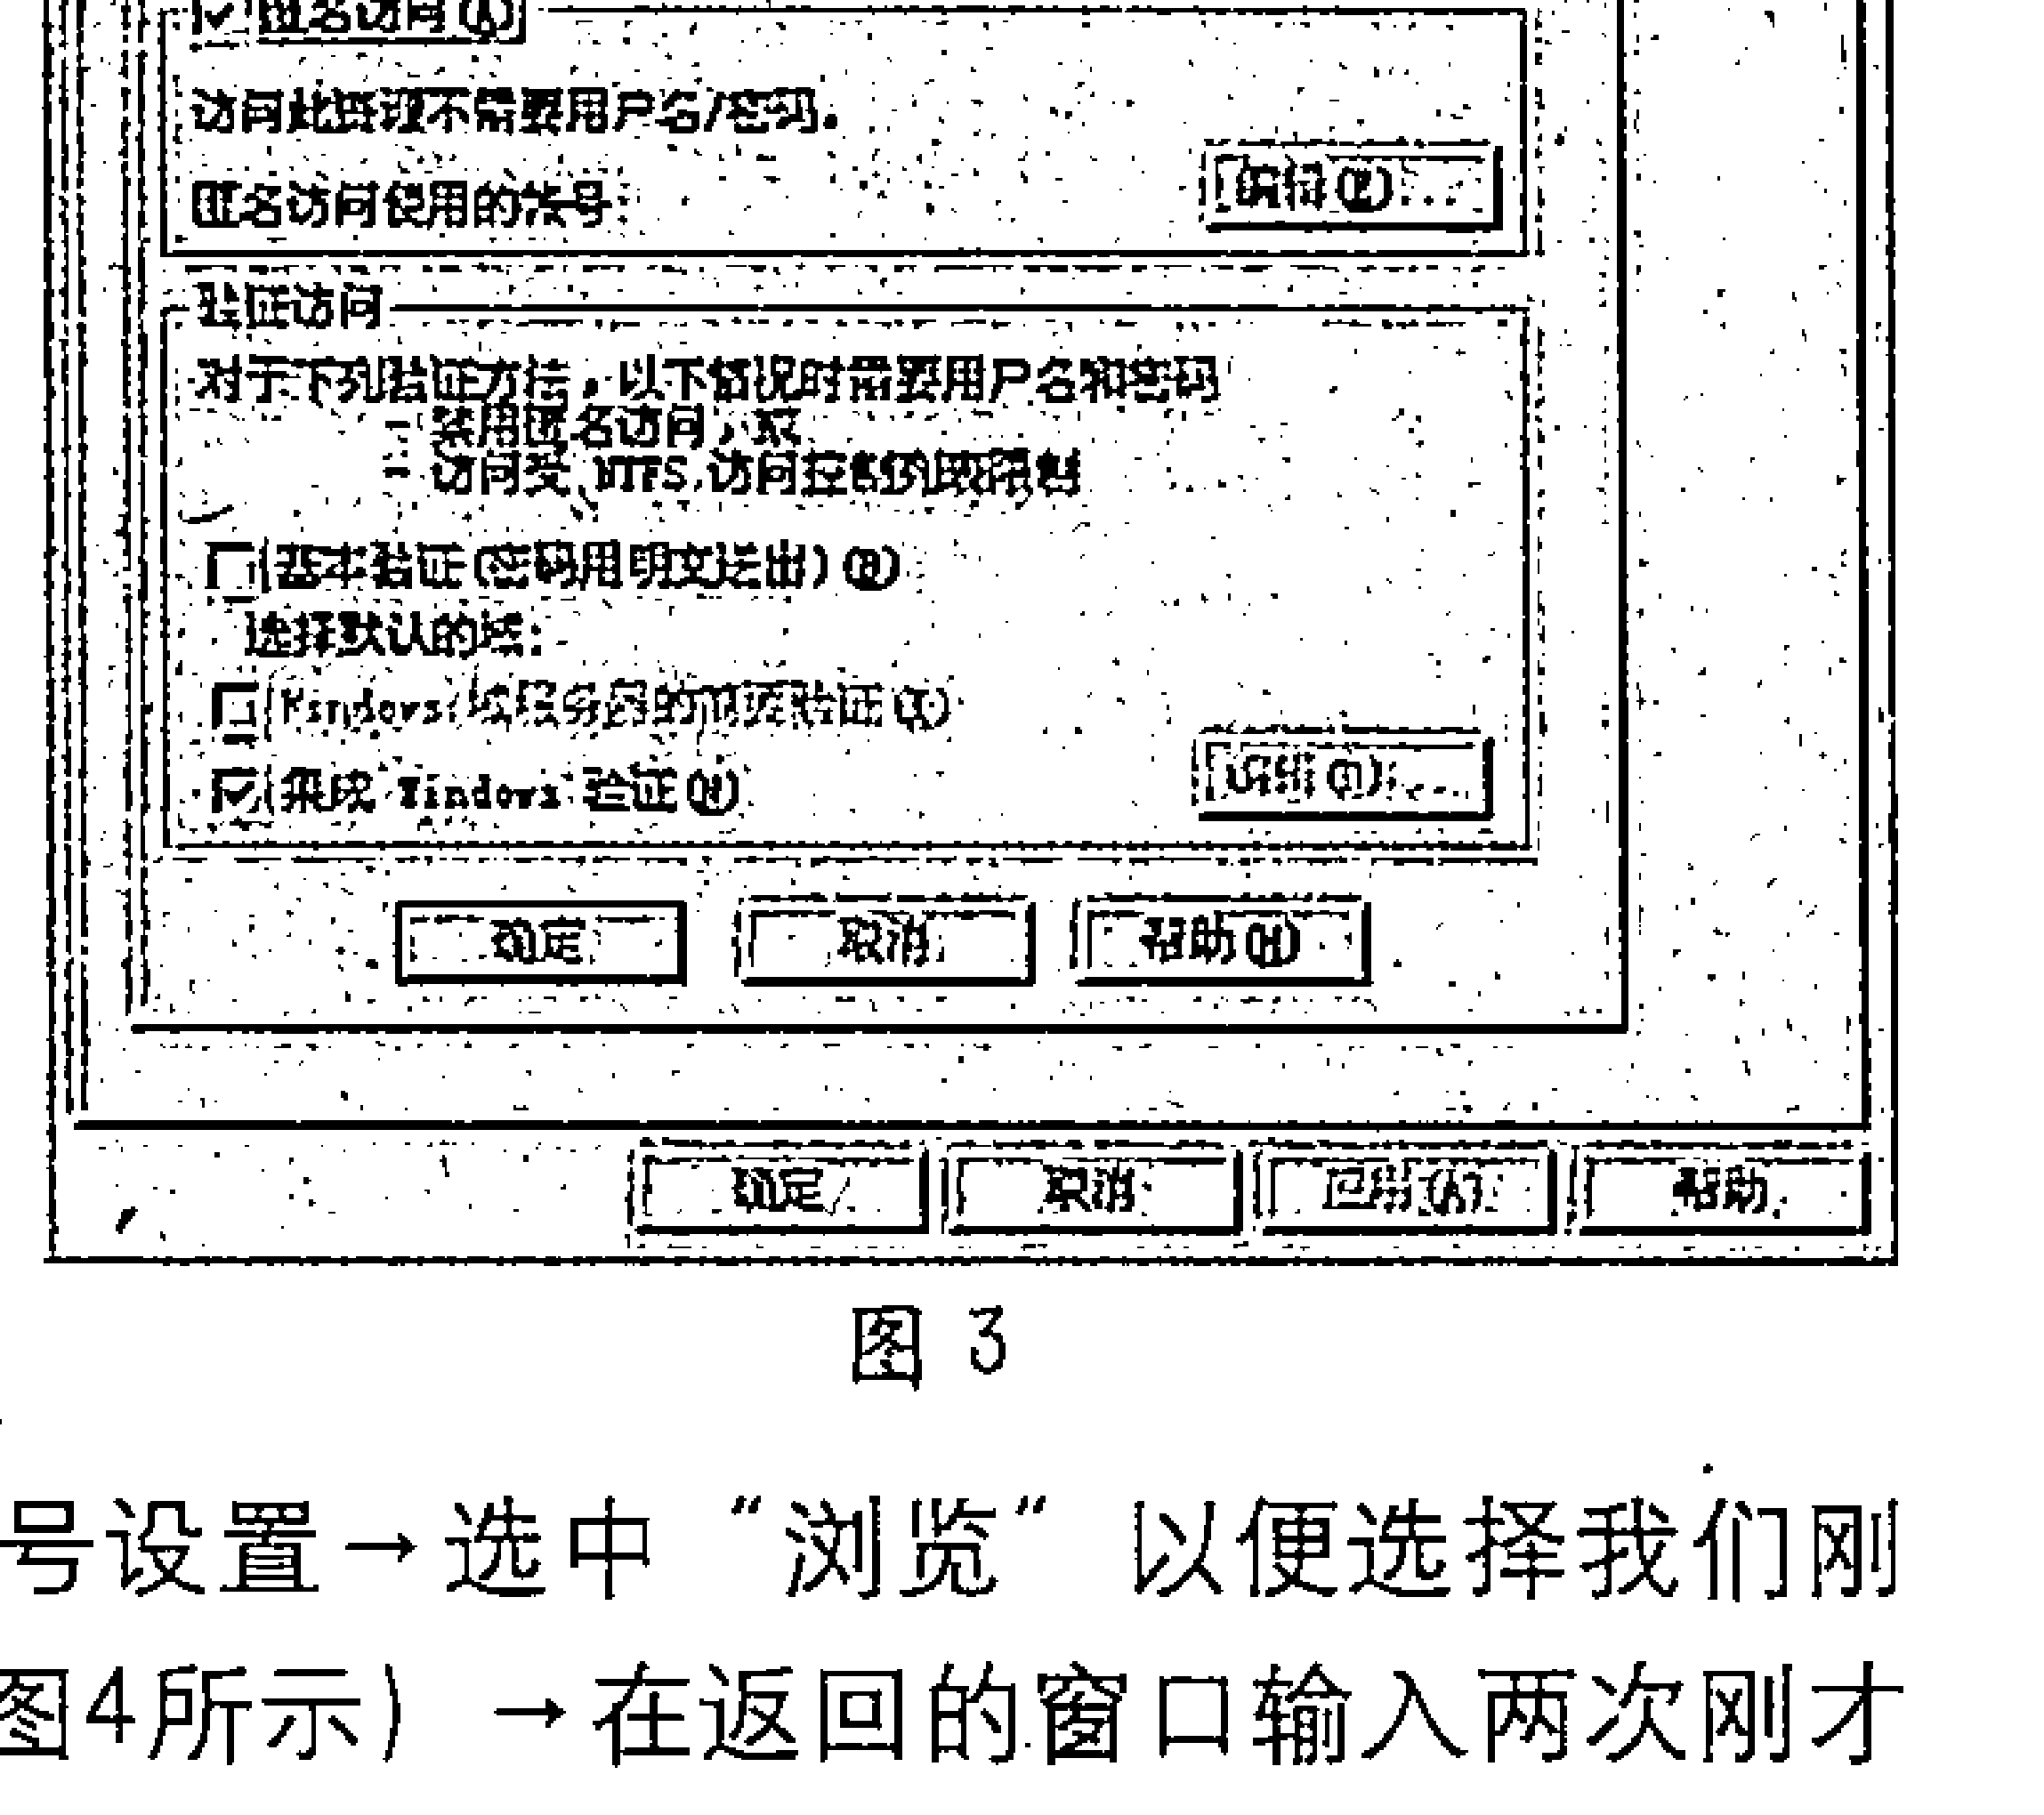 匿名访问(A)
访问此资源不需要用户名/密码.
匿名访问使用的帐号: 编辑(E)...
验证访问
对于下列验证方法，以下情况时需要用户名和密码
- 禁用匿名访问，或
- 访问受 NTFS 访问控制列表限制
基本验证(密码用明文送出)(B)
选择默认的域:
Windows 域服务器的简要验证(I)
集成 Windows 验证(N) 编辑(T)...
确定 取消 帮助(H)
确定 取消 应用(A) 帮助
图 3
号设置→选中“浏览“以便选择我们刚
图4所示) →在返回的窗口输入两次刚才